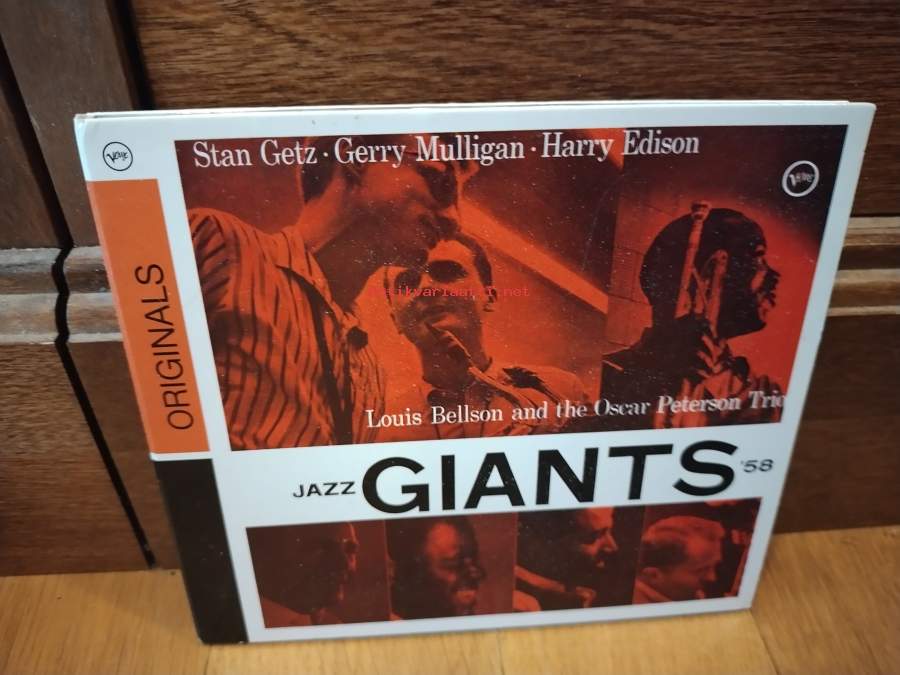 Verve
Stan Getz · Gerry Mulligan · Harry Edison
Verve
ORIGINALS
Louis Bellson and the Oscar Peterson Trio
JAZZ GIANTS '58